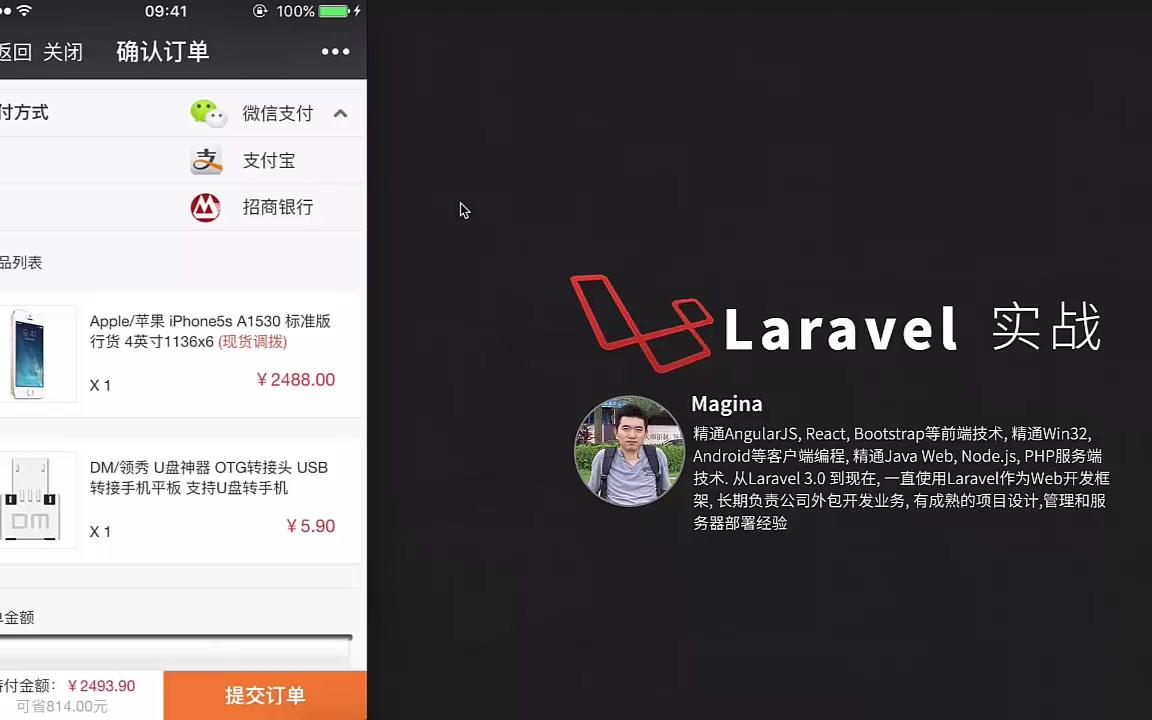 09:41
100%
返回 关闭
确认订单
付方式
微信支付
支付宝
招商银行
品列表
Apple/苹果 iPhone5s A1530 标准版
行货 4英寸1136x6 (现货调拨)
X 1
￥2488.00
DM/领秀 U盘神器 OTG转接头 USB
转接手机平板 支持U盘转手机
DM
X 1
￥5.90
单金额
待付金额：￥2493.90
可省814.00元
提交订单
Laravel 实战
Magina
精通AngularJS, React, Bootstrap等前端技术, 精通Win32,
Android等客户端编程, 精通Java Web, Node.js, PHP服务端
技术. 从Laravel 3.0 到现在, 一直使用Laravel作为Web开发框
架, 长期负责公司外包开发业务, 有成熟的项目设计,管理和服
务器部署经验